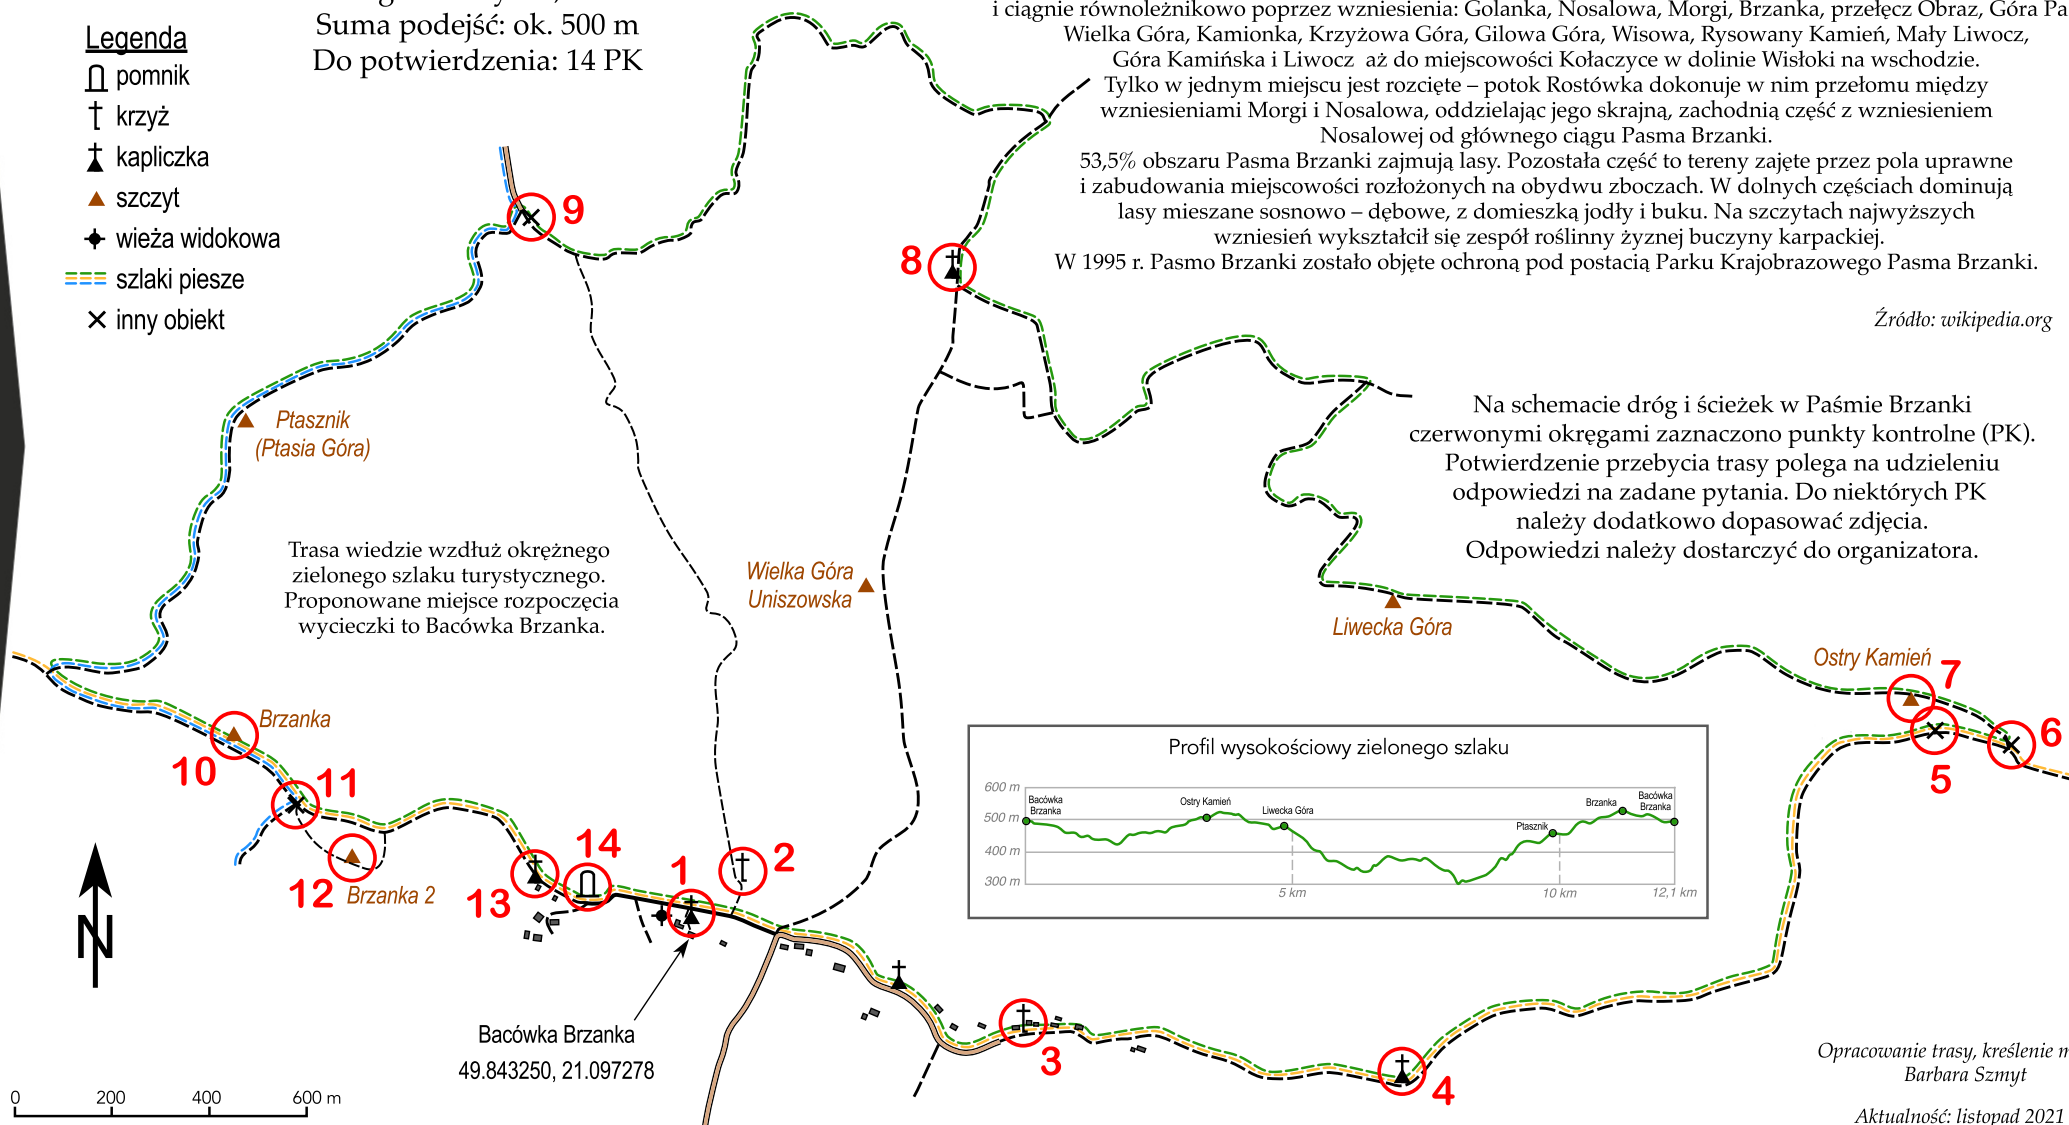 Suma podejść: ok. 500 m
Do potwierdzenia: 14 PK
Legenda
pomnik
krzyż
kapliczka
szczyt
wieża widokowa
szlaki piesze
inny obiekt
i ciągnie równoleżnikowo poprzez wzniesienia: Golanka, Nosalowa, Morgi, Brzanka, przełęcz Obraz, Góra Pa
Wielka Góra, Kamionka, Krzyżowa Góra, Gilowa Góra, Wisowa, Rysowany Kamień, Mały Liwocz,
Góra Kamińska i Liwocz aż do miejscowości Kołaczyce w dolinie Wisłoki na wschodzie.
Tylko w jednym miejscu jest rozcięte – potok Rostówka dokonuje w nim przełomu między
wzniesieniami Morgi i Nosalowa, oddzielając jego skrajną, zachodnią część z wzniesieniem
Nosalowej od głównego ciągu Pasma Brzanki.
53,5% obszaru Pasma Brzanki zajmują lasy. Pozostała część to tereny zajęte przez pola uprawne
i zabudowania miejscowości rozłożonych na obydwu zboczach. W dolnych częściach dominują
lasy mieszane sosnowo – dębowe, z domieszką jodły i buku. Na szczytach najwyższych
wzniesień wykształcił się zespół roślinny żyznej buczyny karpackiej.
W 1995 r. Pasmo Brzanki zostało objęte ochroną pod postacią Parku Krajobrazowego Pasma Brzanki.
Źródło: wikipedia.org
9
8
Ptasznik
(Ptasia Góra)
Na schemacie dróg i ścieżek w Paśmie Brzanki
czerwonymi okręgami zaznaczono punkty kontrolne (PK).
Potwierdzenie przebycia trasy polega na udzieleniu
odpowiedzi na zadane pytania. Do niektórych PK
należy dodatkowo dopasować zdjęcia.
Odpowiedzi należy dostarczyć do organizatora.
Trasa wiedzie wzdłuż okrężnego
zielonego szlaku turystycznego.
Proponowane miejsce rozpoczęcia
wycieczki to Bacówka Brzanka.
Wielka Góra
Uniszowska
Liwecka Góra
Ostry Kamień
7
6
5
Brzanka
10
11
12
Brzanka 2
13
14
1
2
Profil wysokościowy zielonego szlaku
600 m
500 m
400 m
300 m
Bacówka
Brzanka
Ostry Kamień
Liwecka Góra
Ptasznik
Brzanka
Bacówka
Brzanka
5 km
10 km
12,1 km
N
Bacówka Brzanka
49.843250, 21.097278
3
4
0 200 400 600 m
Opracowanie trasy, kreślenie m
Barbara Szmyt
Aktualność: listopad 2021